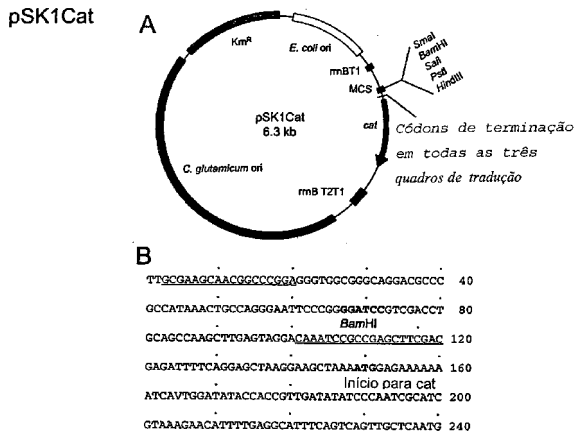 pSK1Cat
A
KmR
E. coli ori
rrnBT1
MCS
SmaI
BamHI
SalI
PstI
HindIII
pSK1Cat
6.3 kb
cat
Códons de terminação
em todas as três
quadros de tradução
C. glutamicum ori
rrnB T2T1
B
TTGCGAAGCAACGGCCCGGAGGGTGGCGGGCAGGACGCCC 40
GCCATAAACTGCCAGGGAATTCCCGGGGATCCGTCGACCT 80
BamHI
GCAGCCAAGCTTGAGTAGGACAAATCCGCCGAGCTTCGAC 120
GAGATTTTCAGGAGCTAAGGAAGCTAAAATGGAGAAAAAA 160
Início para cat
ATCAVTGGATATACCACCGTTGATATATCCCAATCGCATC 200
GTAAAGAACATTTTGAGGCATTTCAGTCAGTTGCTCAATG 240